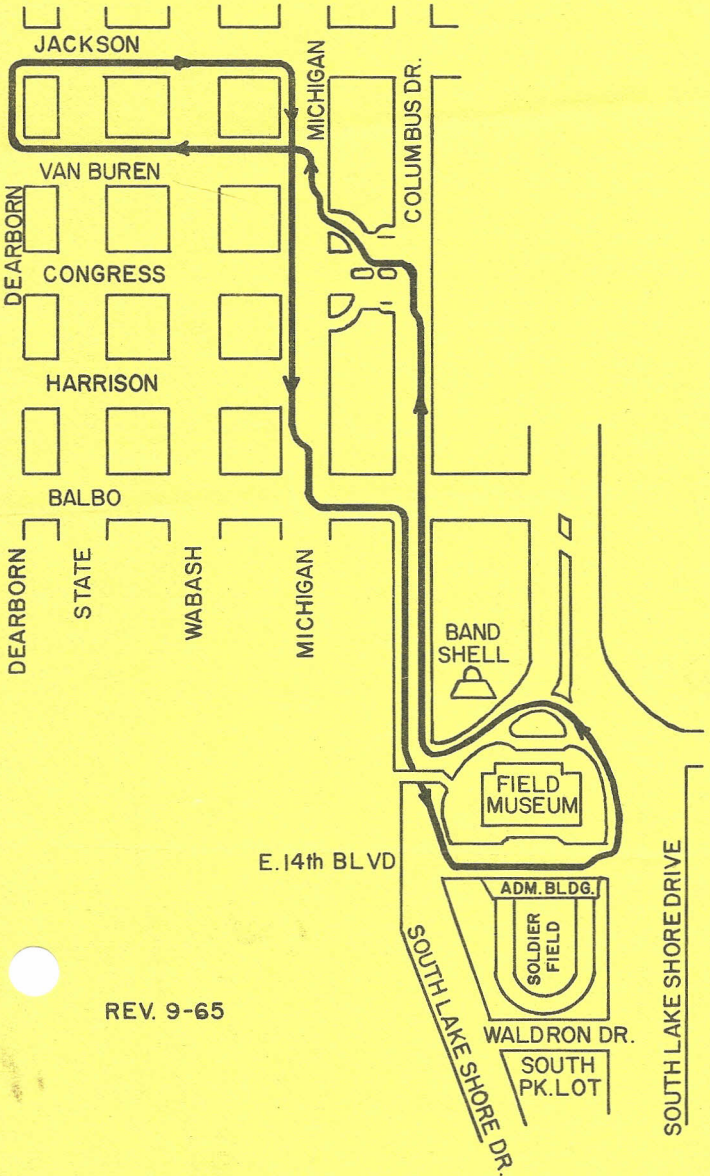 JACKSON
MICHIGAN
COLUMBUS DR.
VAN BUREN
DEARBORN
CONGRESS
HARRISON
BALBO
DEARBORN
STATE
WABASH
MICHIGAN
BAND
SHELL
FIELD
MUSEUM
E. 14th BLVD
ADM. BLDG.
SOLDIER
FIELD
SOUTH LAKE SHORE DRIVE
SOUTH LAKE SHORE DR.
REV. 9-65
WALDRON DR.
SOUTH
PK. LOT